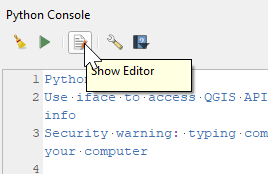 Python Console
Show Editor
1 Python
2 Use iface to access QGIS API
info
3 Security warning: typing com
your computer
4